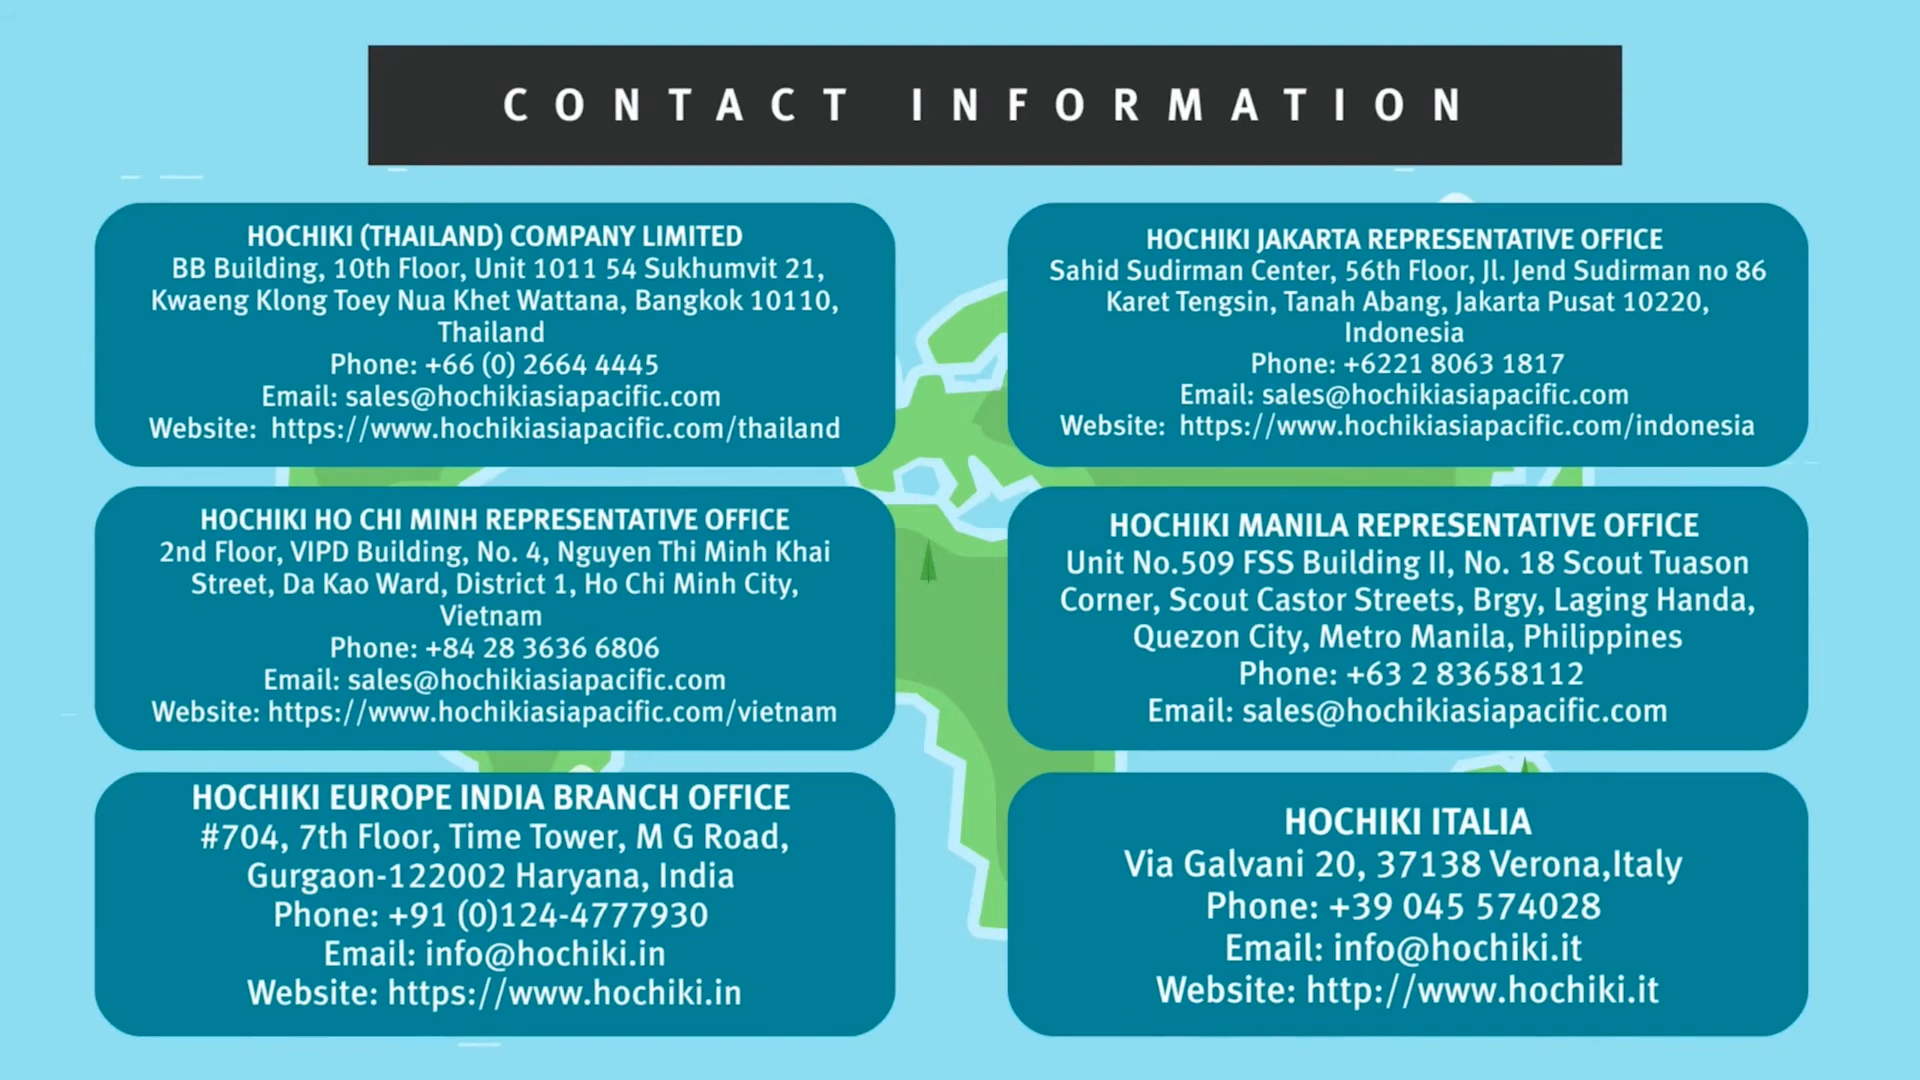 CONTACT INFORMATION
HOCHIKI (THAILAND) COMPANY LIMITED
BB Building, 10th Floor, Unit 1011 54 Sukhumvit 21,
Kwaeng Klong Toey Nua Khet Wattana, Bangkok 10110,
Thailand
Phone: +66 (0) 2664 4445
Email: sales@hochikiasiapacific.com
Website:  https://www.hochikiasiapacific.com/thailand
HOCHIKI JAKARTA REPRESENTATIVE OFFICE
Sahid Sudirman Center, 56th Floor, Jl. Jend Sudirman no 86
Karet Tengsin, Tanah Abang, Jakarta Pusat 10220,
Indonesia
Phone: +6221 8063 1817
Email: sales@hochikiasiapacific.com
Website:  https://www.hochikiasiapacific.com/indonesia
HOCHIKI HO CHI MINH REPRESENTATIVE OFFICE
2nd Floor, VIPD Building, No. 4, Nguyen Thi Minh Khai
Street, Da Kao Ward, District 1, Ho Chi Minh City,
Vietnam
Phone: +84 28 3636 6806
Email: sales@hochikiasiapacific.com
Website: https://www.hochikiasiapacific.com/vietnam
HOCHIKI MANILA REPRESENTATIVE OFFICE
Unit No.509 FSS Building II, No. 18 Scout Tuason
Corner, Scout Castor Streets, Brgy, Laging Handa,
Quezon City, Metro Manila, Philippines
Phone: +63 2 83658112
Email: sales@hochikiasiapacific.com
HOCHIKI EUROPE INDIA BRANCH OFFICE
#704, 7th Floor, Time Tower, M G Road,
Gurgaon-122002 Haryana, India
Phone: +91 (0)124-4777930
Email: info@hochiki.in
Website: https://www.hochiki.in
HOCHIKI ITALIA
Via Galvani 20, 37138 Verona,Italy
Phone: +39 045 574028
Email: info@hochiki.it
Website: http://www.hochiki.it